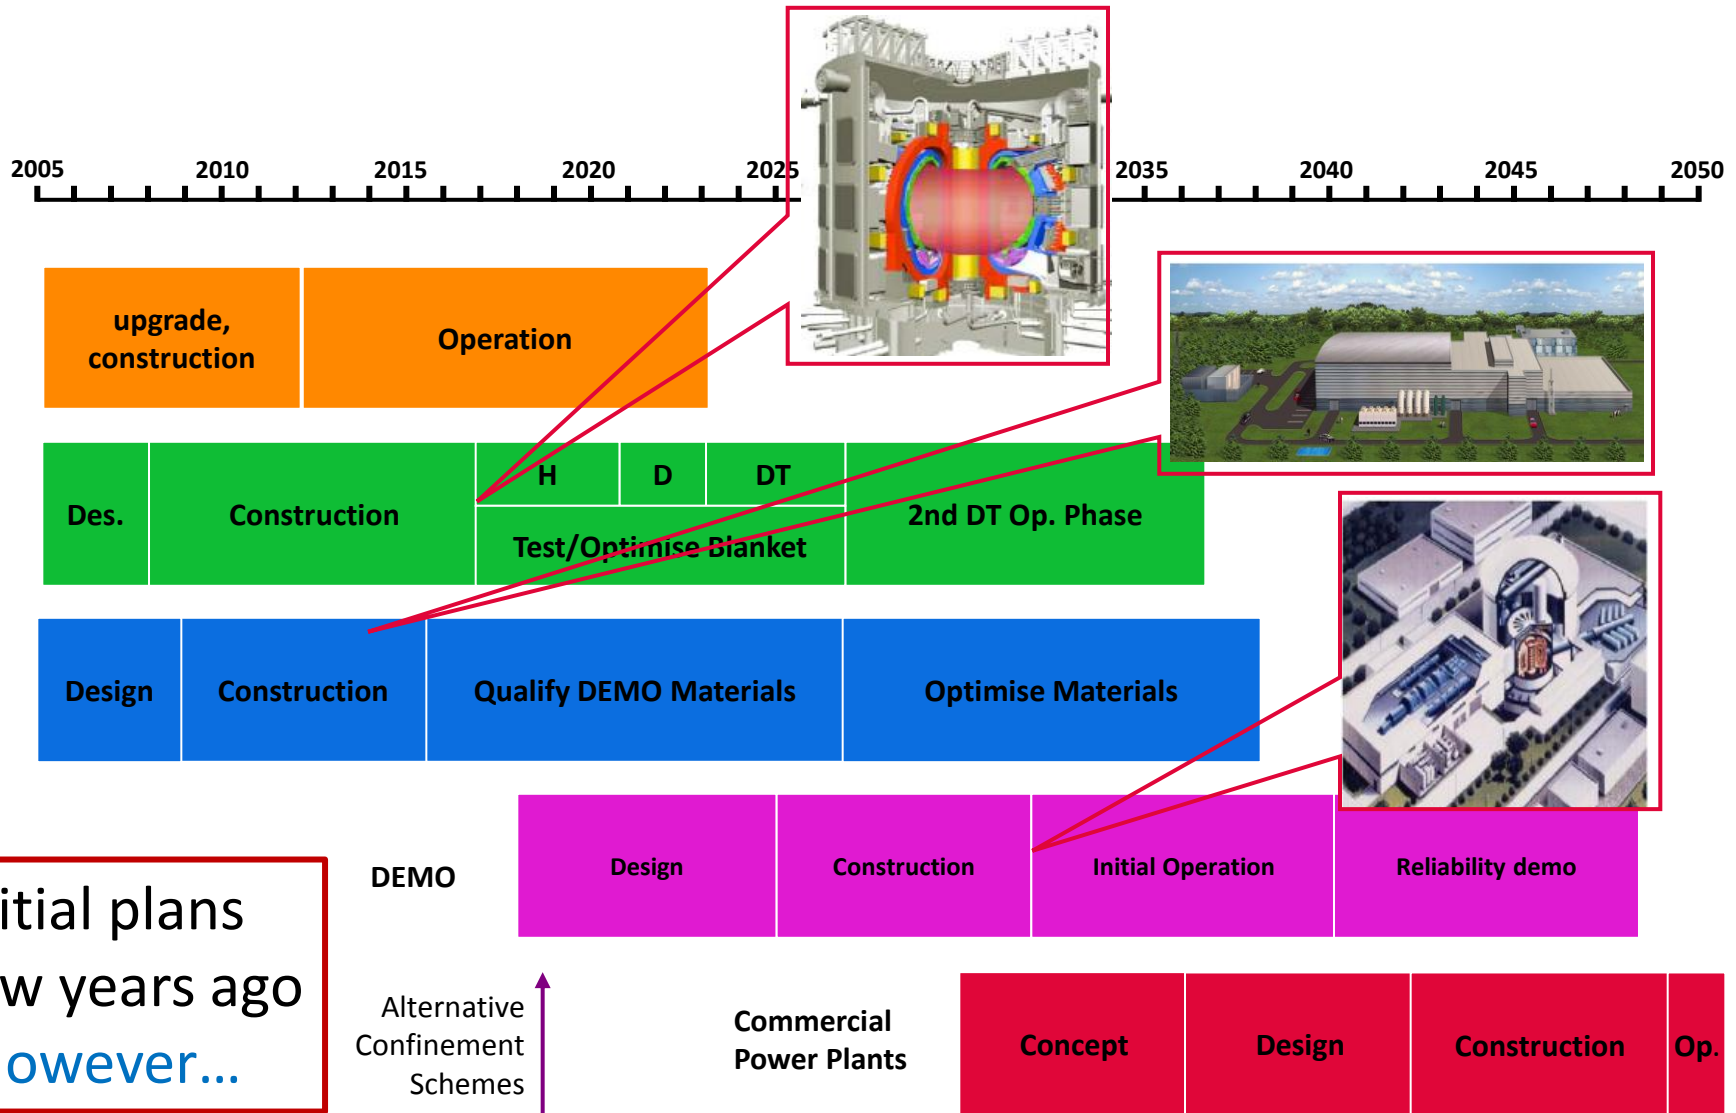 2005 2010 2015 2020 2025 2035 2040 2045 2050
upgrade,
construction
Operation
Des.
Construction
H
D
DT
Test/Optimise Blanket
2nd DT Op. Phase
Design
Construction
Qualify DEMO Materials
Optimise Materials
DEMO
Design
Construction
Initial Operation
Reliability demo
itial plans
w years ago
owever...
Alternative
Confinement
Schemes
Commercial
Power Plants
Concept
Design
Construction
Op.